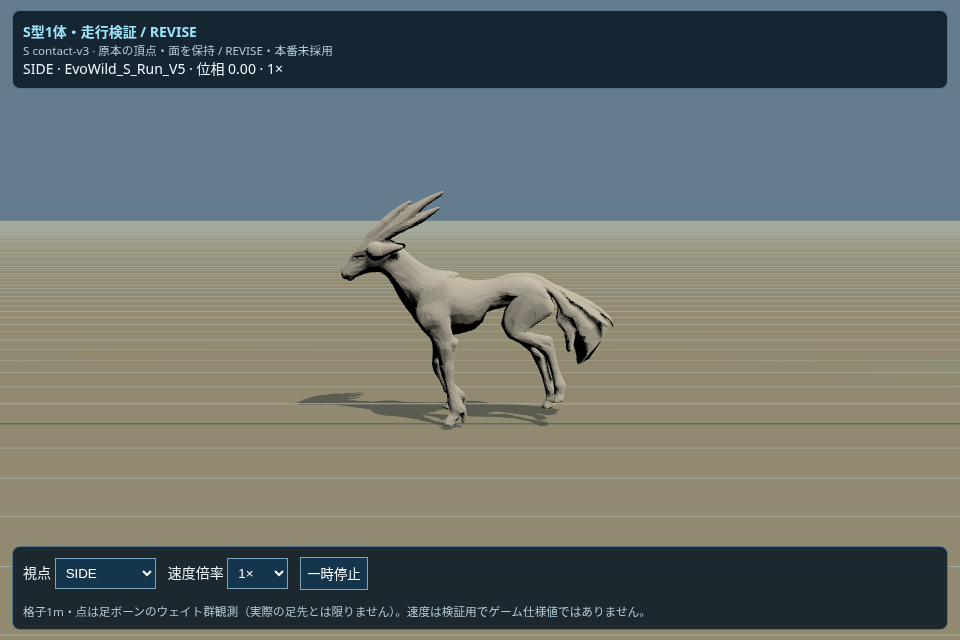 S型1体・走行検証 / REVISE
S contact-v3 · 原本の頂点・面を保持 / REVISE・本番未採用
SIDE · EvoWild_S_Run_V5 · 位相 0.00 · 1×
視点 SIDE 速度倍率 1× 一時停止
格子1m・点は足ボーンのウェイト群観測（実際の足先とは限りません）。速度は検証用でゲーム仕様値ではありません。